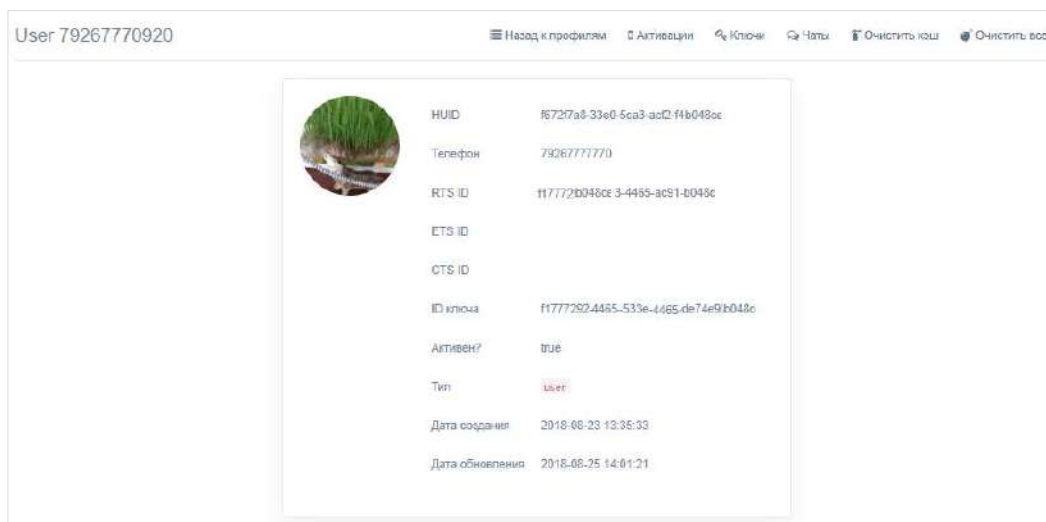 User 79267770920
Назад к профилям Активации Ключи Чаты Очистить кэш Очистить все
HUID
Телефон 79267777770
RTS ID
ETS ID
CTS ID
ID ключа
Активен? true
Тип user
Дата создания 2018-08-23 13:35:33
Дата обновления 2018-08-25 14:01:21